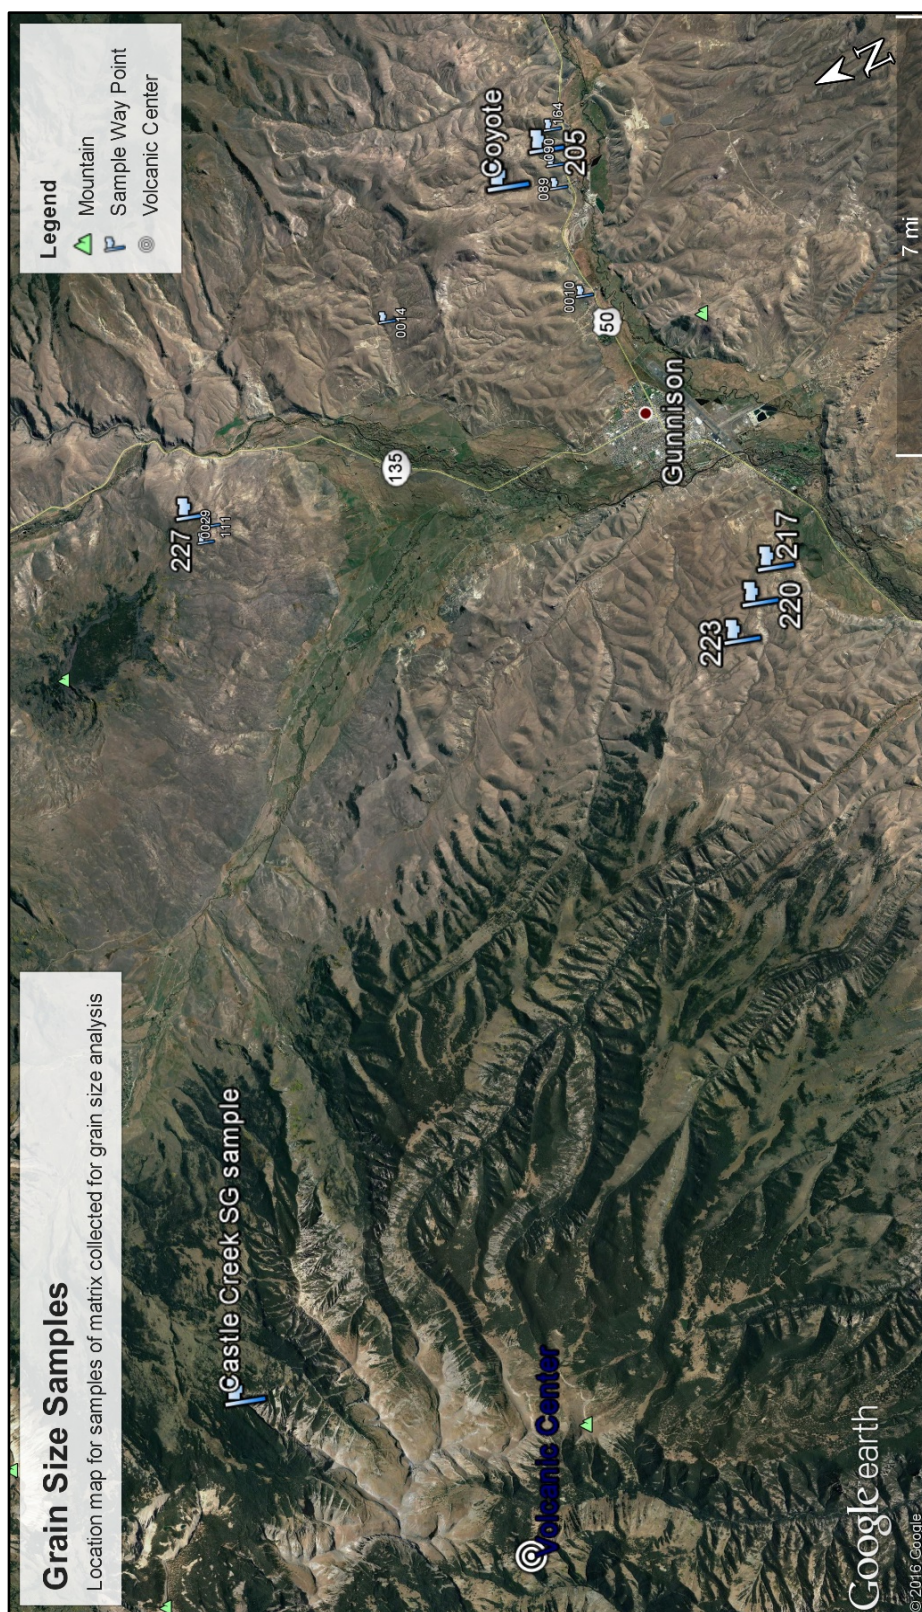 Grain Size Samples
Location map for samples of matrix collected for grain size analysis
Legend
Mountain
Sample Way Point
Volcanic Center
227
0029
111
Castle Creek SG sample
135
0014
Coyote
089
090
164
205
0010
50
Gunnison
Volcanic Center
223
220
217
N
7 mi
Google earth
© 2016 Google